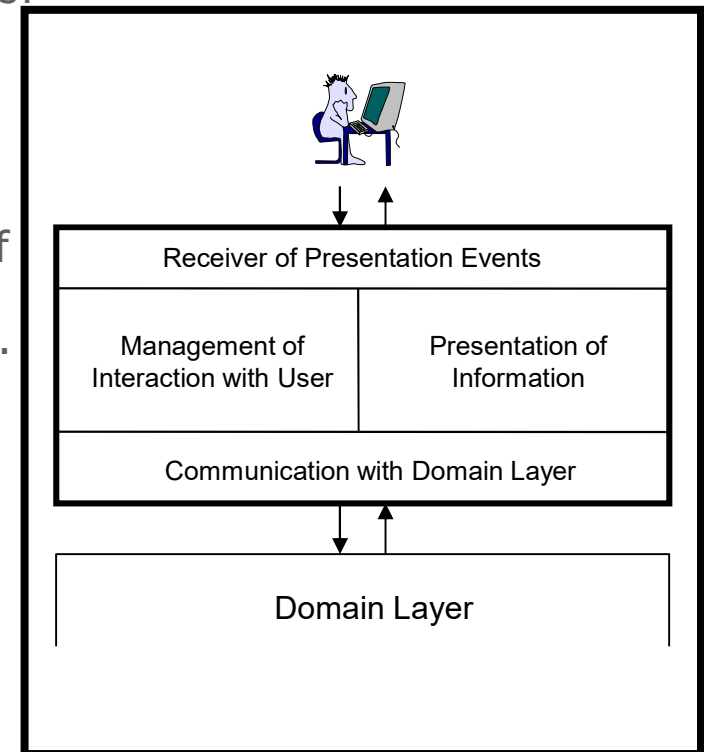 Receiver of Presentation Events
Management of
Interaction with User
Presentation of
Information
Communication with Domain Layer
Domain Layer